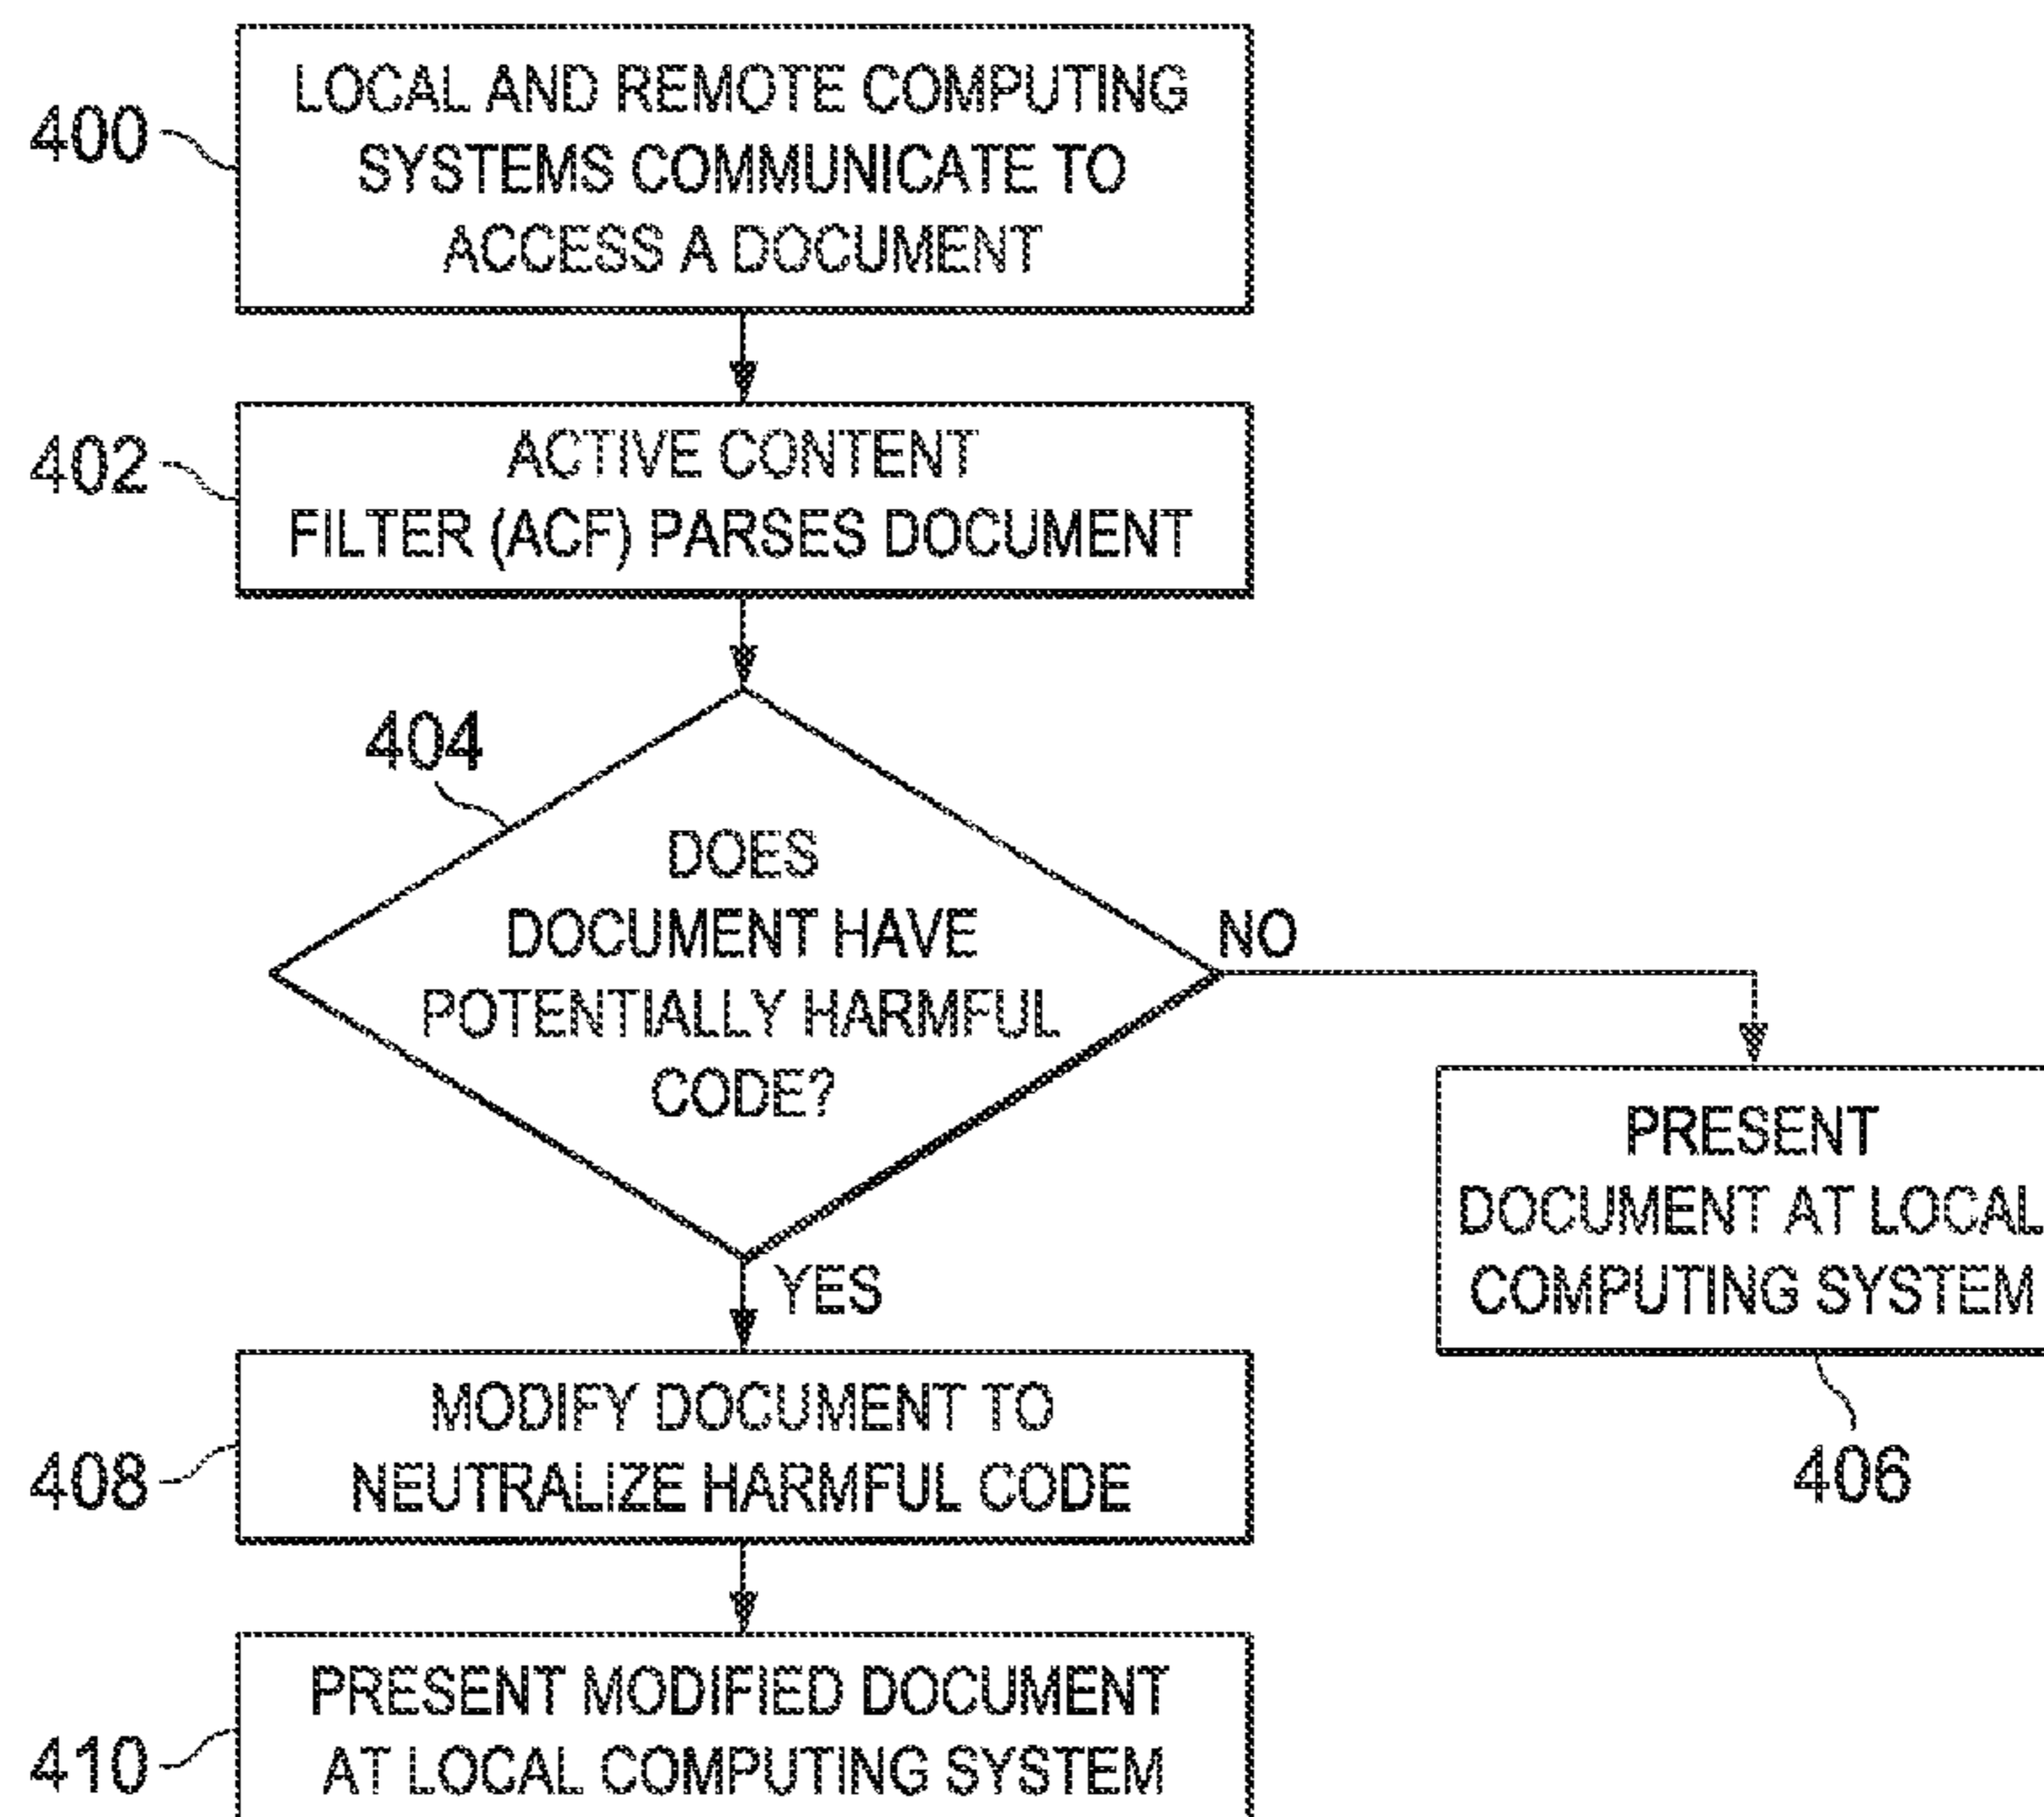 400
LOCAL AND REMOTE COMPUTING
SYSTEMS COMMUNICATE TO
ACCESS A DOCUMENT
402
ACTIVE CONTENT
FILTER (ACF) PARSES DOCUMENT
404
DOES
DOCUMENT HAVE
POTENTIALLY HARMFUL
CODE?
NO
PRESENT
DOCUMENT AT LOCAL
COMPUTING SYSTEM
406
YES
408
MODIFY DOCUMENT TO
NEUTRALIZE HARMFUL CODE
410
PRESENT MODIFIED DOCUMENT
AT LOCAL COMPUTING SYSTEM